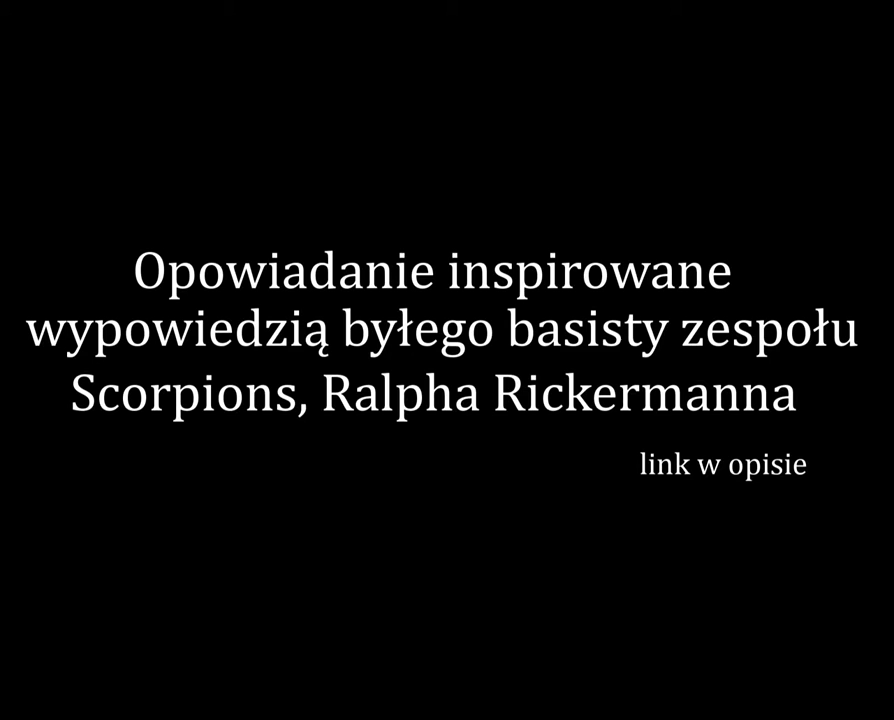 Opowiadanie inspirowane
wypowiedzią byłego basisty zespołu
Scorpions, Ralpha Rickermanna
link w opisie